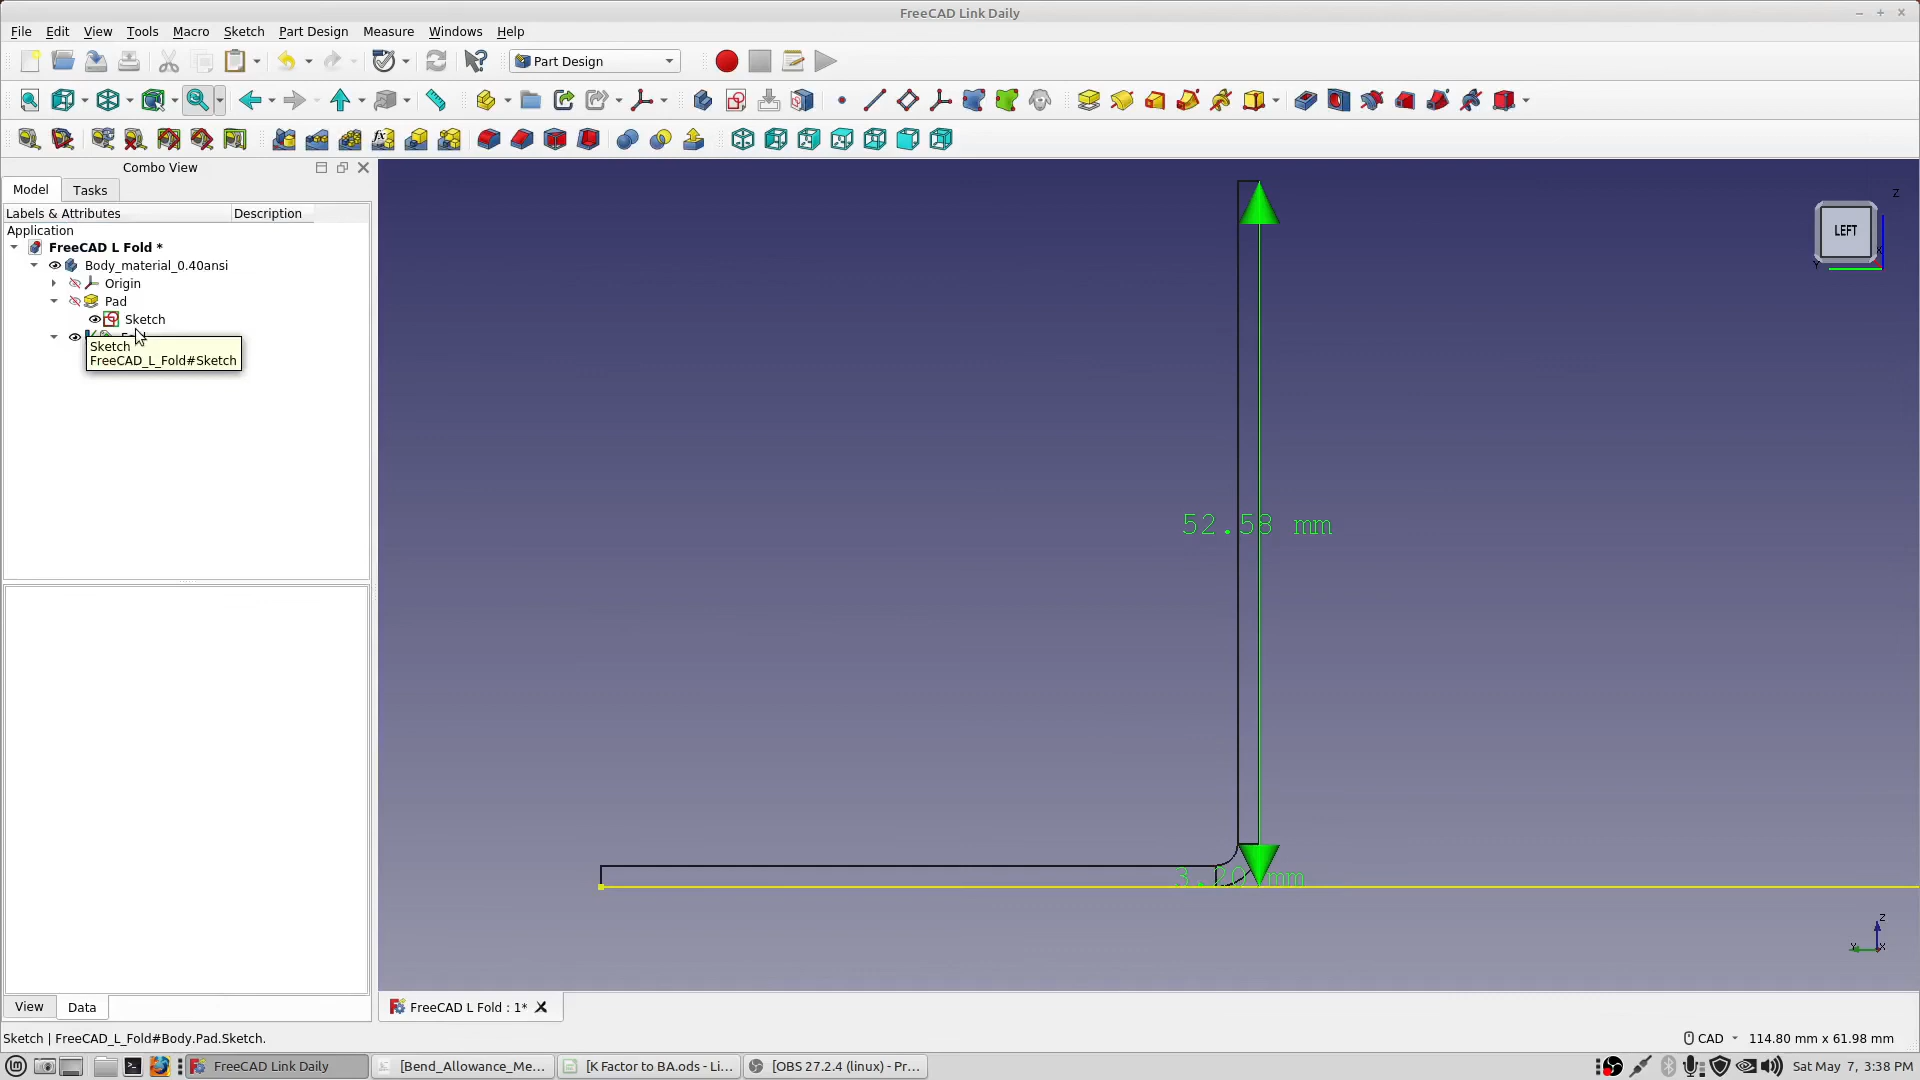 FreeCAD Link Daily
File Edit View Tools Macro Sketch Part Design Measure Windows Help
Part Design
Combo View
Model Tasks
Labels & Attributes Description
Application
FreeCAD L Fold *
Body_material_0.40ansi
Origin
Pad
Sketch
Sketch
FreeCAD_L_Fold#Sketch
Z
LEFT
X
Y
52.58 mm
3.20 mm
Z
Y
X
View Data
FreeCAD L Fold : 1*
Sketch | FreeCAD_L_Fold#Body.Pad.Sketch.
CAD 114.80 mm x 61.98 mm
FreeCAD Link Daily
[Bend_Allowance_Me...
[K Factor to BA.ods - Li...
[OBS 27.2.4 (linux) - Pr...
Sat May 7, 3:38 PM